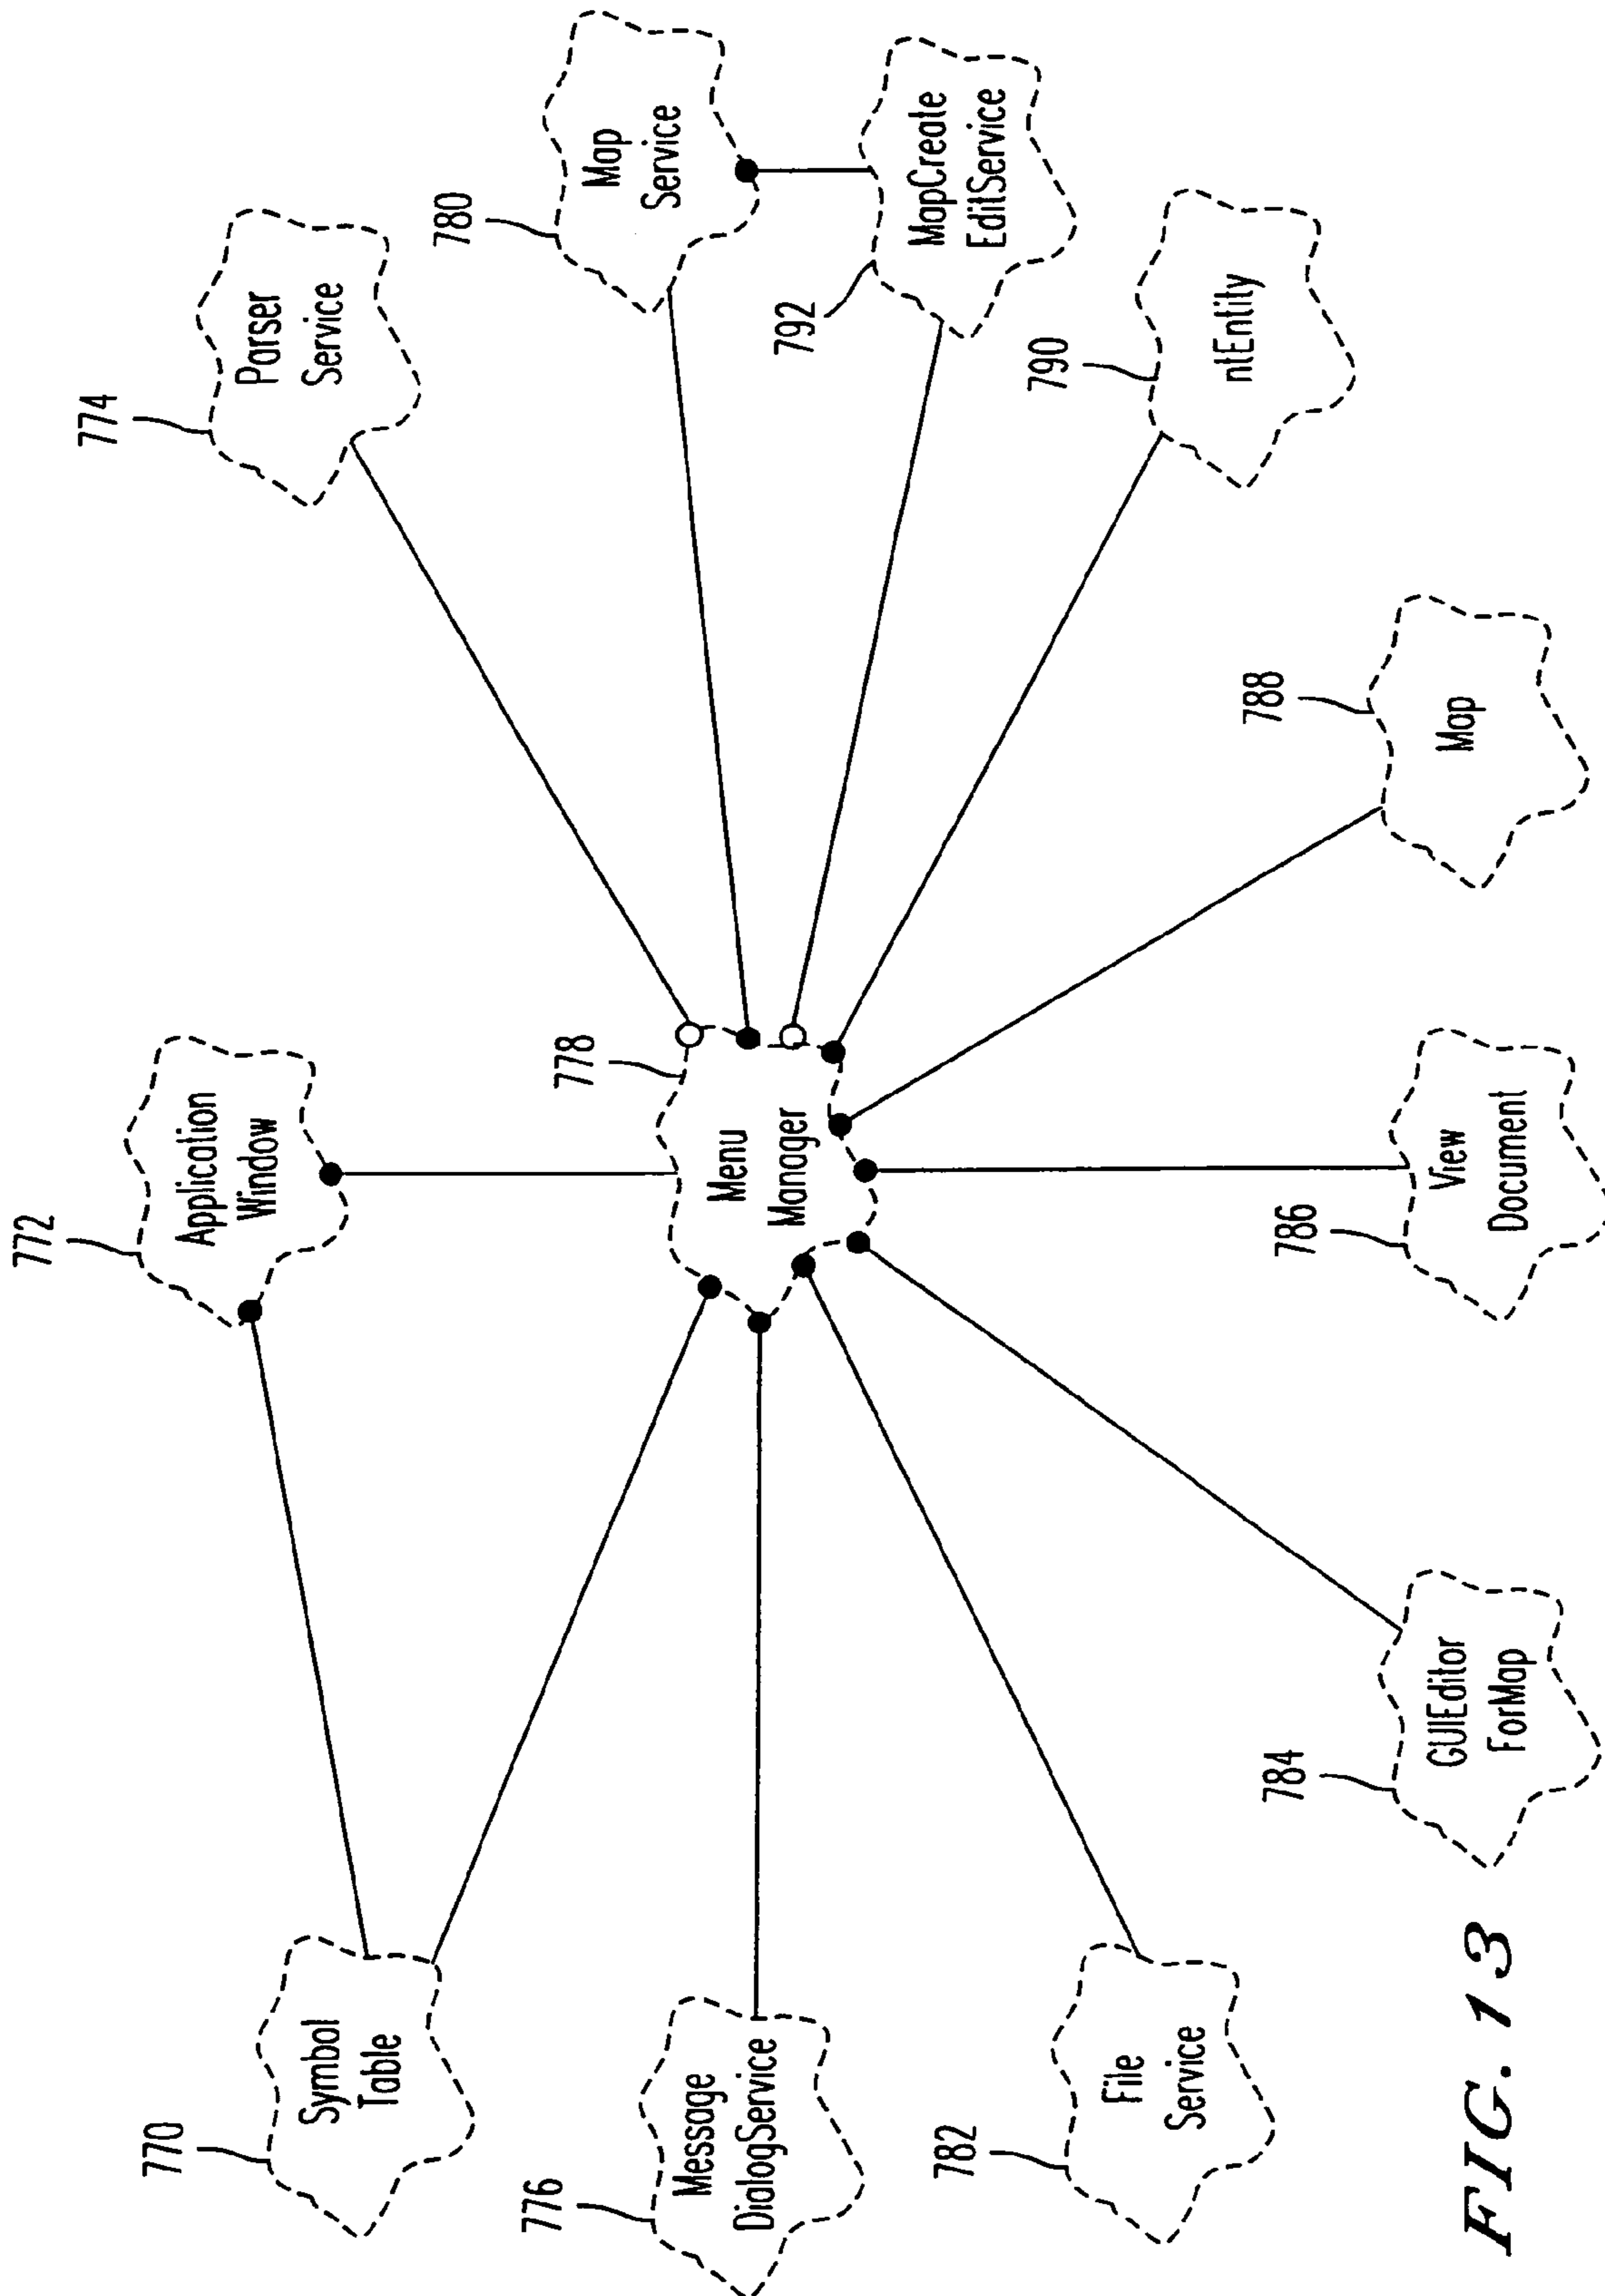 770
Symbol
Table
772
Application
Window
774
Parser
Service
776
Message
DialogService
778
Menu
Manager
780
Map
Service
782
File
Service
792
MapCreate
EditService
784
GUIEditor
ForMap
786
View
Document
788
Map
790
ntEntity
FIG. 13